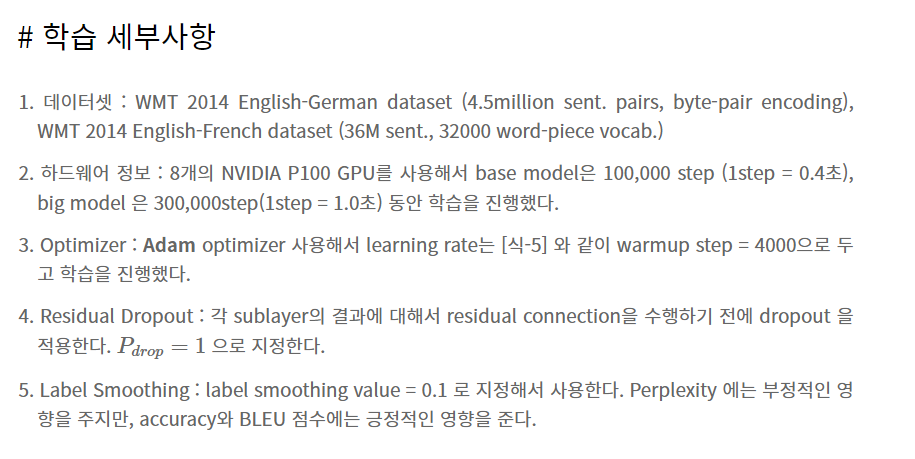 # 학습 세부사항
1. 데이터셋 : WMT 2014 English-German dataset (4.5million sent. pairs, byte-pair encoding),
WMT 2014 English-French dataset (36M sent., 32000 word-piece vocab.)
2. 하드웨어 정보 : 8개의 NVIDIA P100 GPU를 사용해서 base model은 100,000 step (1step = 0.4초),
big model 은 300,000step(1step = 1.0초) 동안 학습을 진행했다.
3. Optimizer : Adam optimizer 사용해서 learning rate는 [식-5] 와 같이 warmup step = 4000으로 두
고 학습을 진행했다.
4. Residual Dropout : 각 sublayer의 결과에 대해서 residual connection을 수행하기 전에 dropout 을
적용한다. P_{drop} = 1 으로 지정한다.
5. Label Smoothing : label smoothing value = 0.1 로 지정해서 사용한다. Perplexity 에는 부정적인 영
향을 주지만, accuracy와 BLEU 점수에는 긍정적인 영향을 준다.